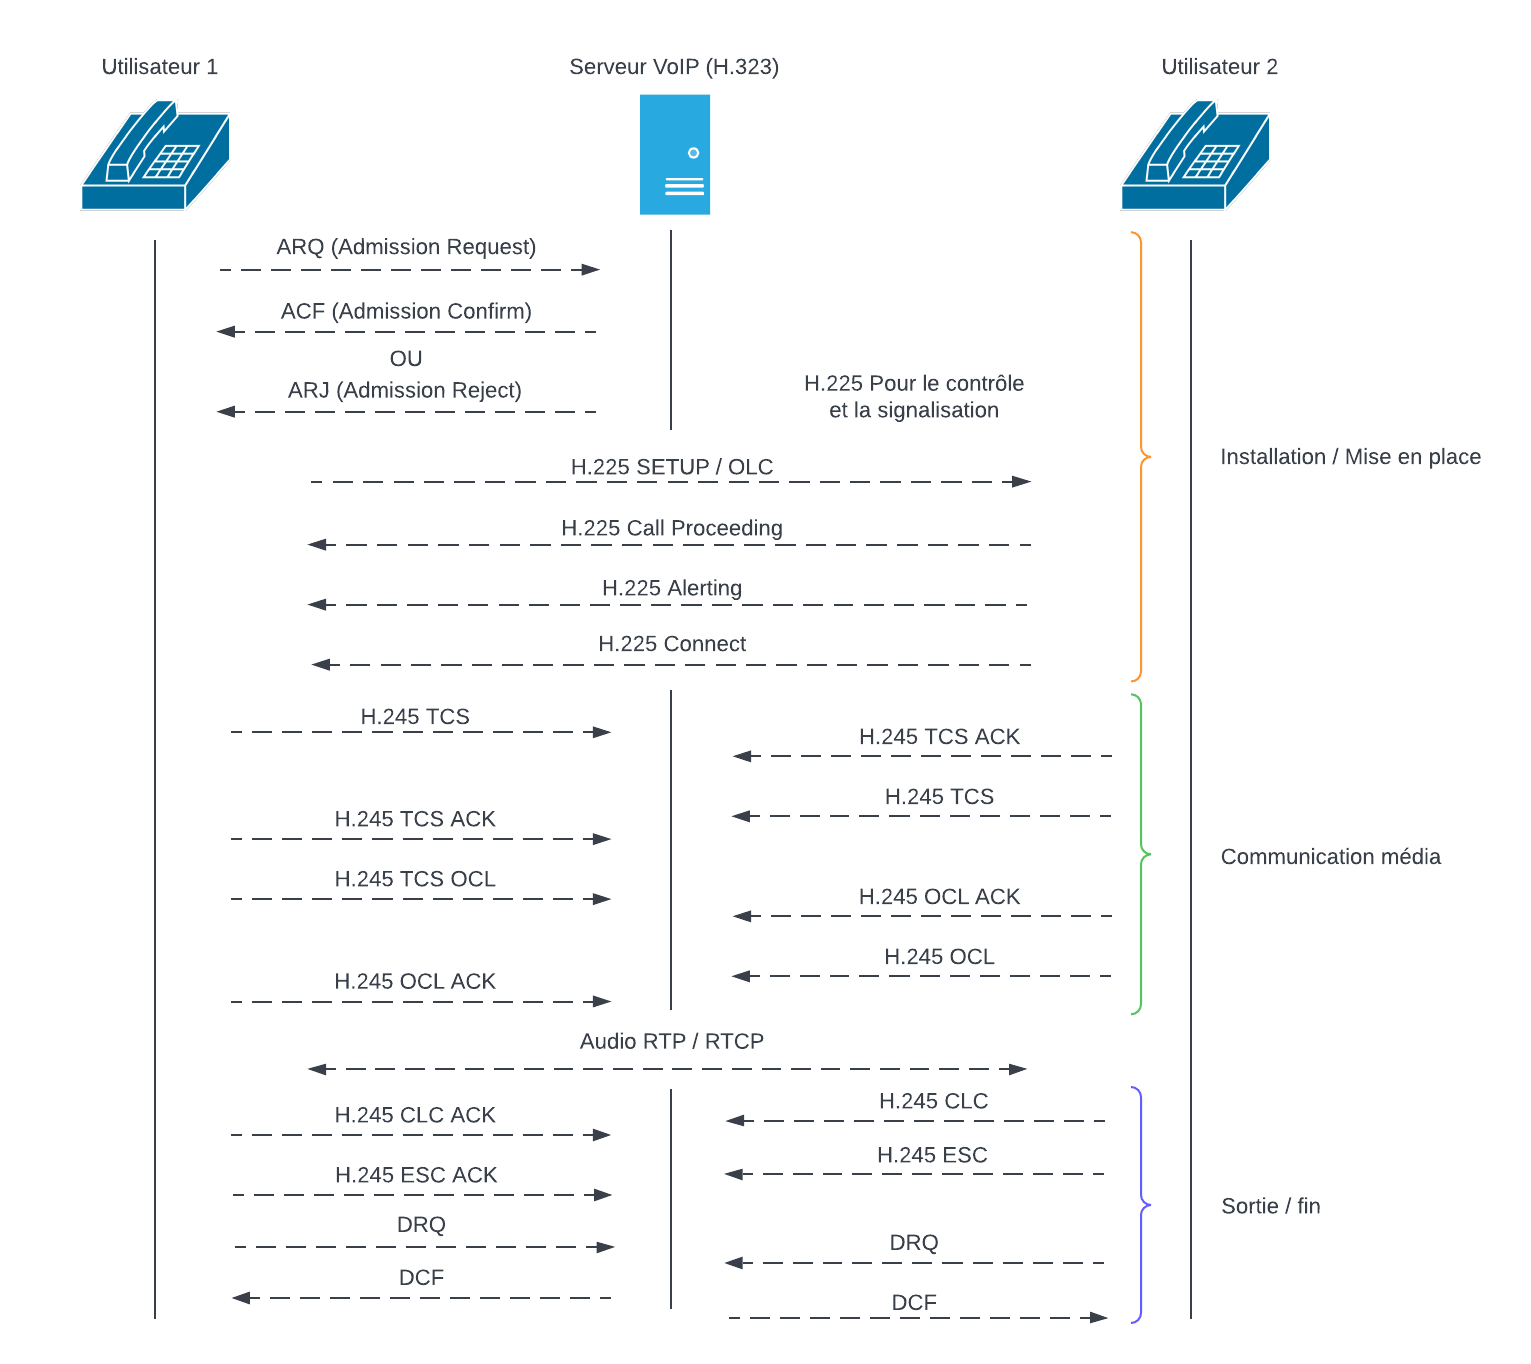 Utilisateur 1
Serveur VoIP (H.323)
Utilisateur 2
ARQ (Admission Request)
ACF (Admission Confirm)
OU
ARJ (Admission Reject)
H.225 Pour le contrôle
et la signalisation
Installation / Mise en place
H.225 SETUP / OLC
H.225 Call Proceeding
H.225 Alerting
H.225 Connect
H.245 TCS
H.245 TCS ACK
H.245 TCS
H.245 TCS ACK
Communication média
H.245 TCS OCL
H.245 OCL ACK
H.245 OCL
H.245 OCL ACK
Audio RTP / RTCP
H.245 CLC
H.245 CLC ACK
H.245 ESC
H.245 ESC ACK
Sortie / fin
DRQ
DRQ
DCF
DCF